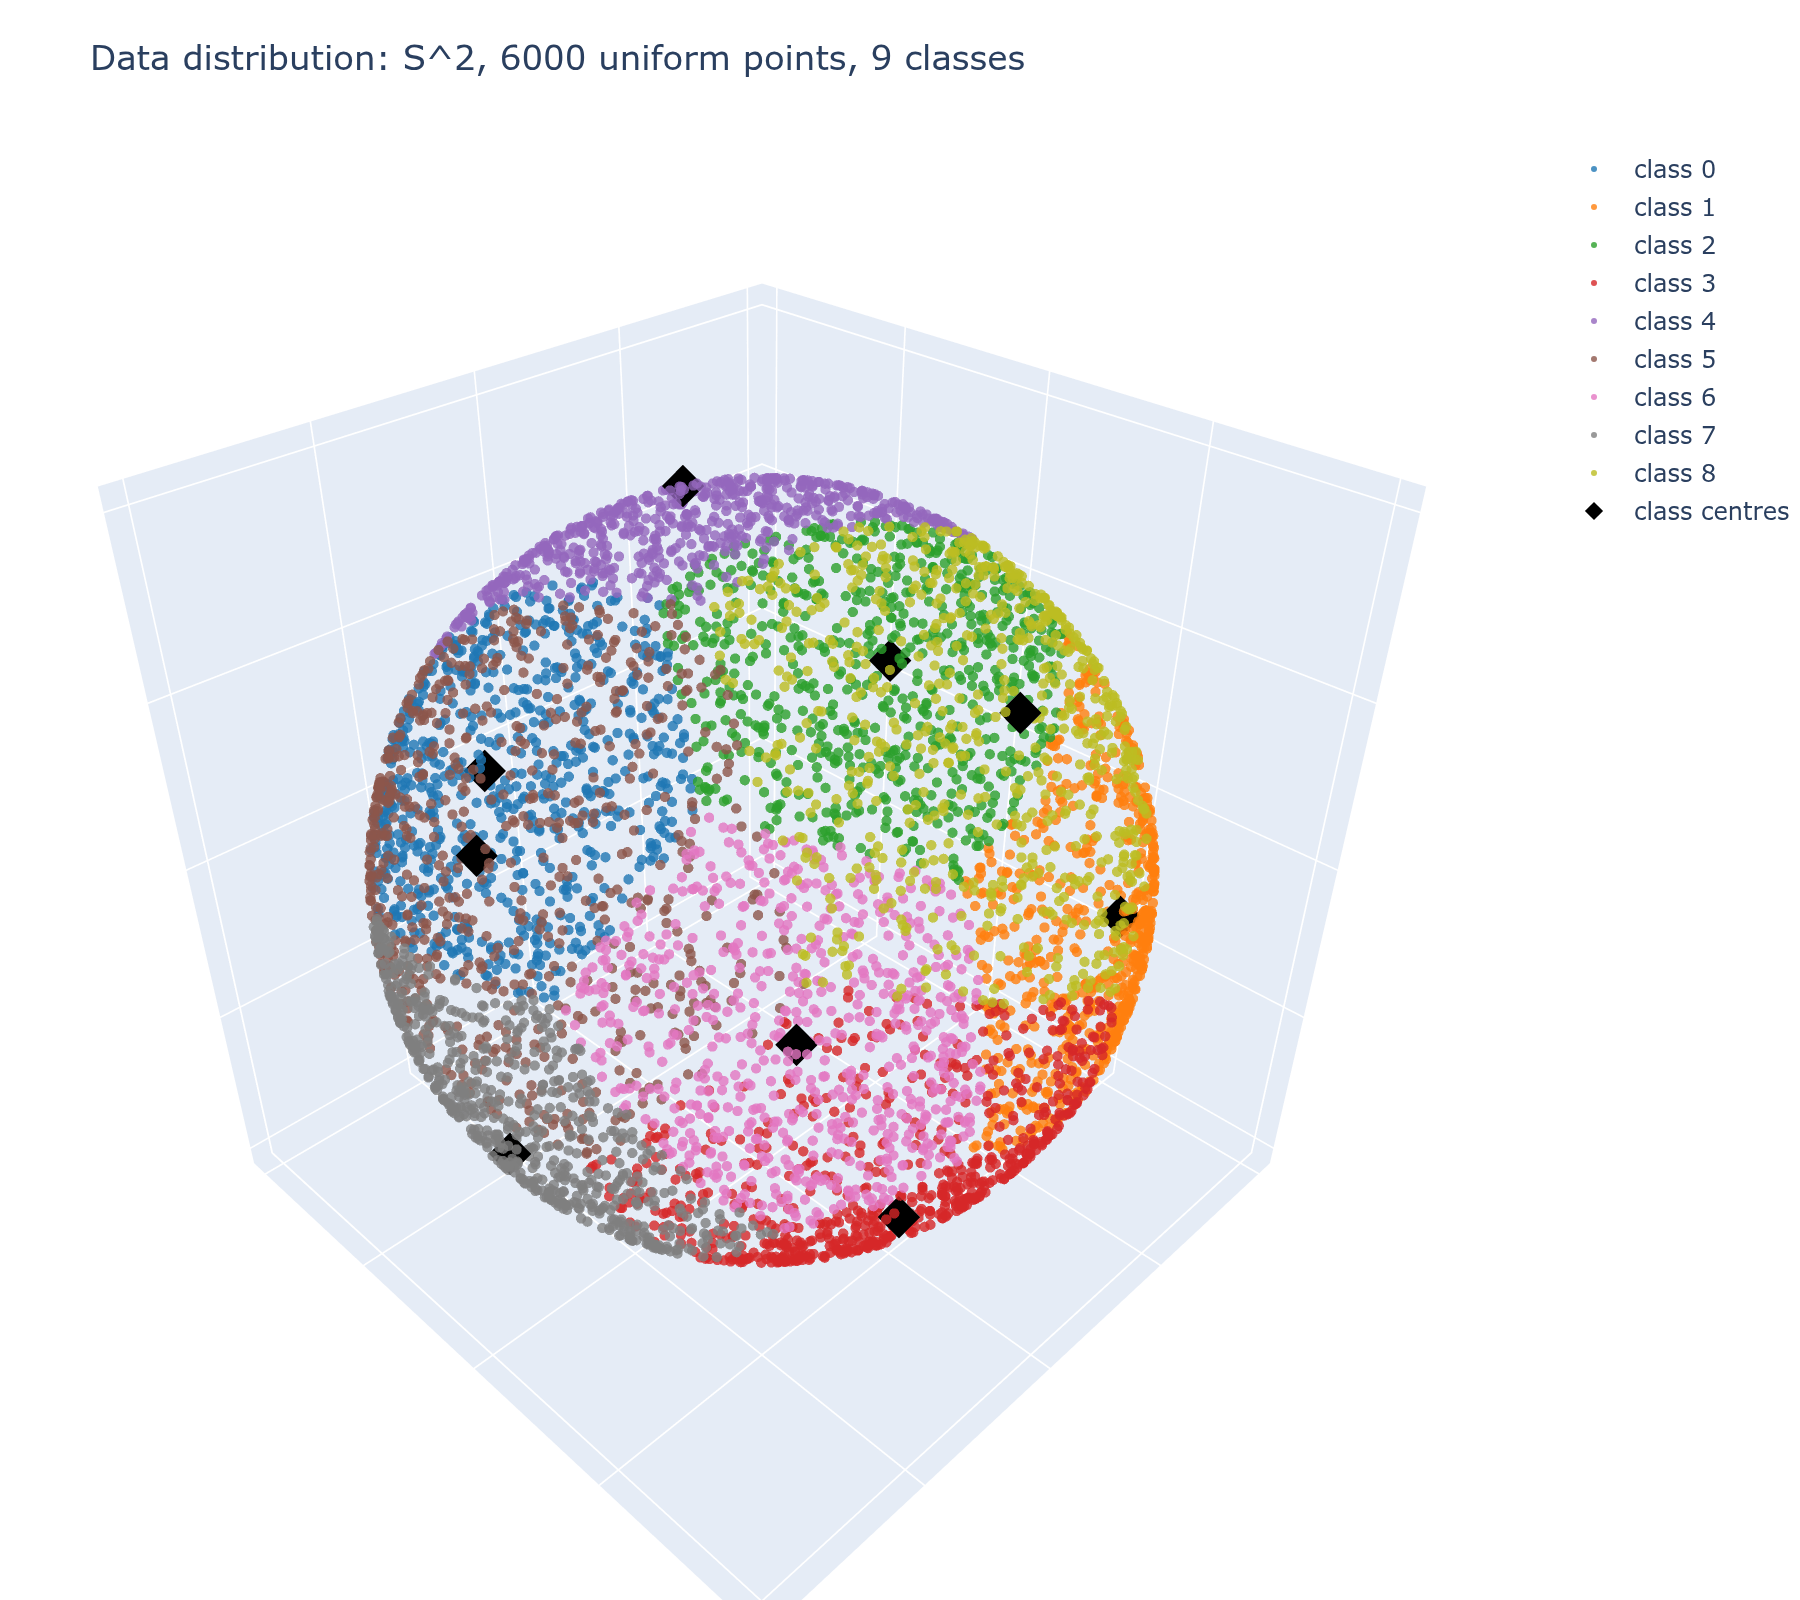 Data distribution: S^2, 6000 uniform points, 9 classes
class 0
class 1
class 2
class 3
class 4
class 5
class 6
class 7
class 8
class centres